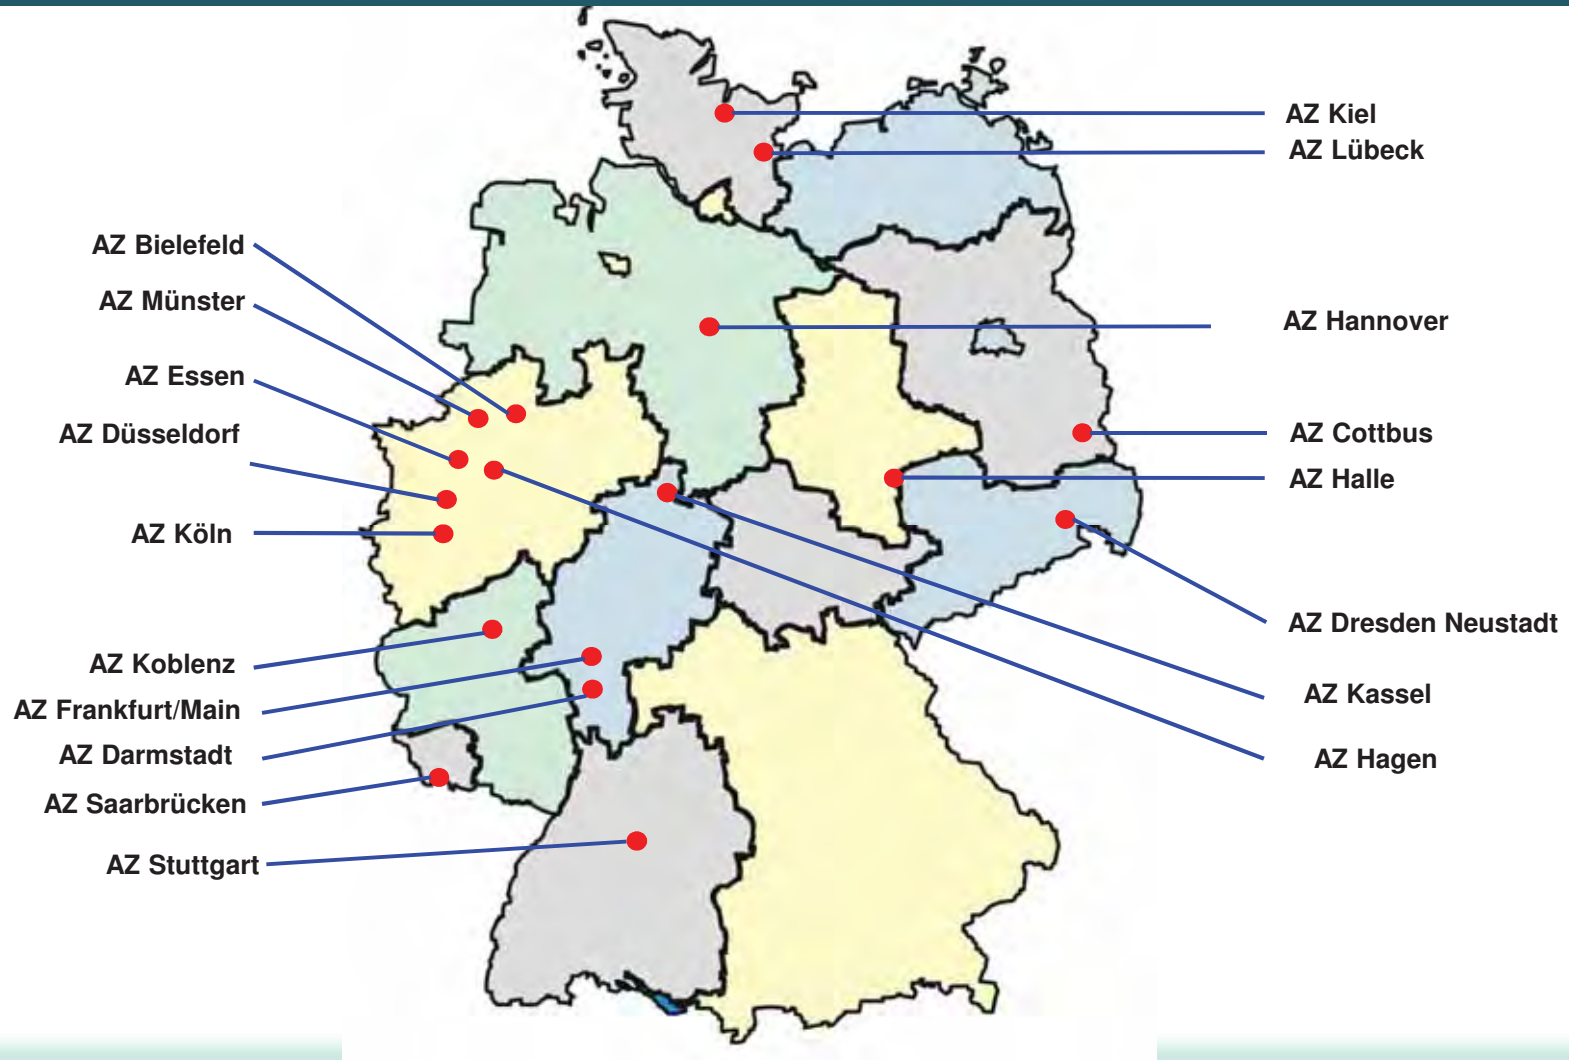 AZ Kiel
AZ Lübeck
AZ Bielefeld
AZ Münster
AZ Hannover
AZ Essen
AZ Düsseldorf
AZ Cottbus
AZ Halle
AZ Köln
AZ Dresden Neustadt
AZ Koblenz
AZ Kassel
AZ Frankfurt/Main
AZ Darmstadt
AZ Hagen
AZ Saarbrücken
AZ Stuttgart